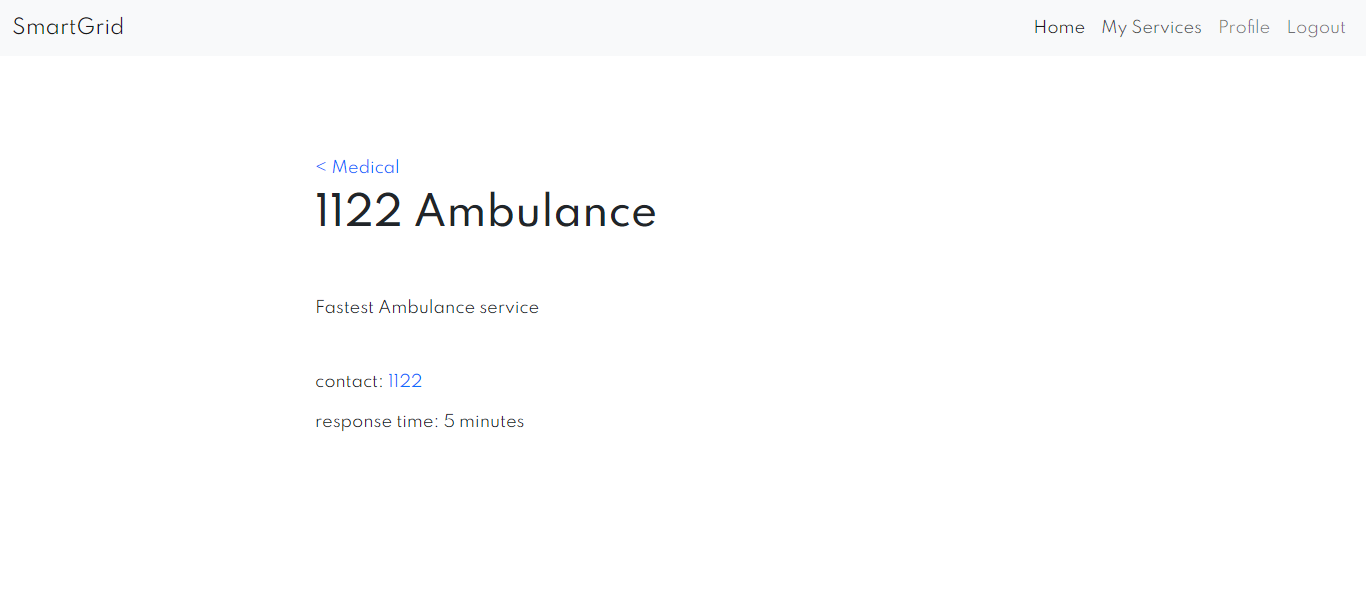 SmartGrid
Home My Services Profile Logout
< Medical
1122 Ambulance
Fastest Ambulance service
contact: 1122
response time: 5 minutes